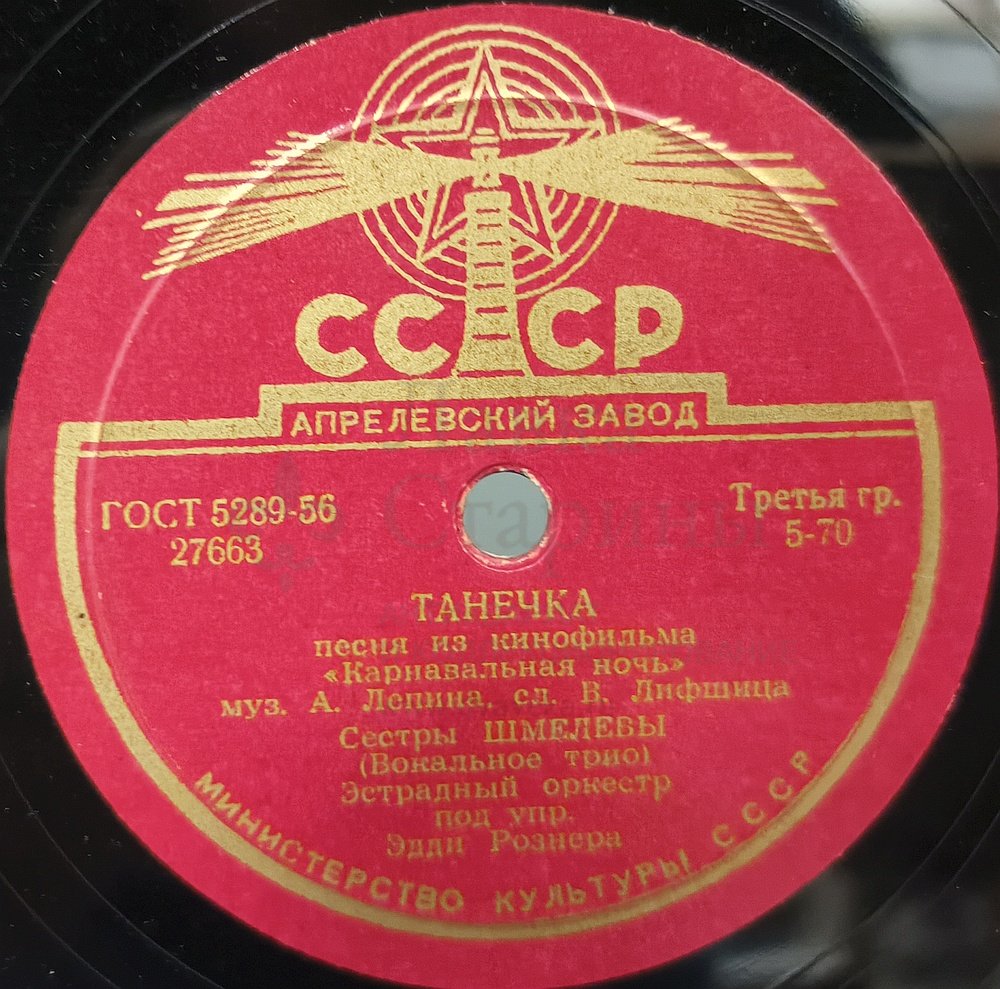 СССР
АПРЕЛЕВСКИЙ ЗАВОД
ГОСТ 5289-56
27663
Третья гр.
5-70
ТАНЕЧКА
песня из кинофильма
«Карнавальная ночь»
муз. А. Лепина, сл. В. Лифшица
Сестры ШМЕЛЕВЫ
(Вокальное трио)
Эстрадный оркестр
под упр.
Эдди Рознера
МИНИСТЕРСТВО КУЛЬТУРЫ СССР
Старины